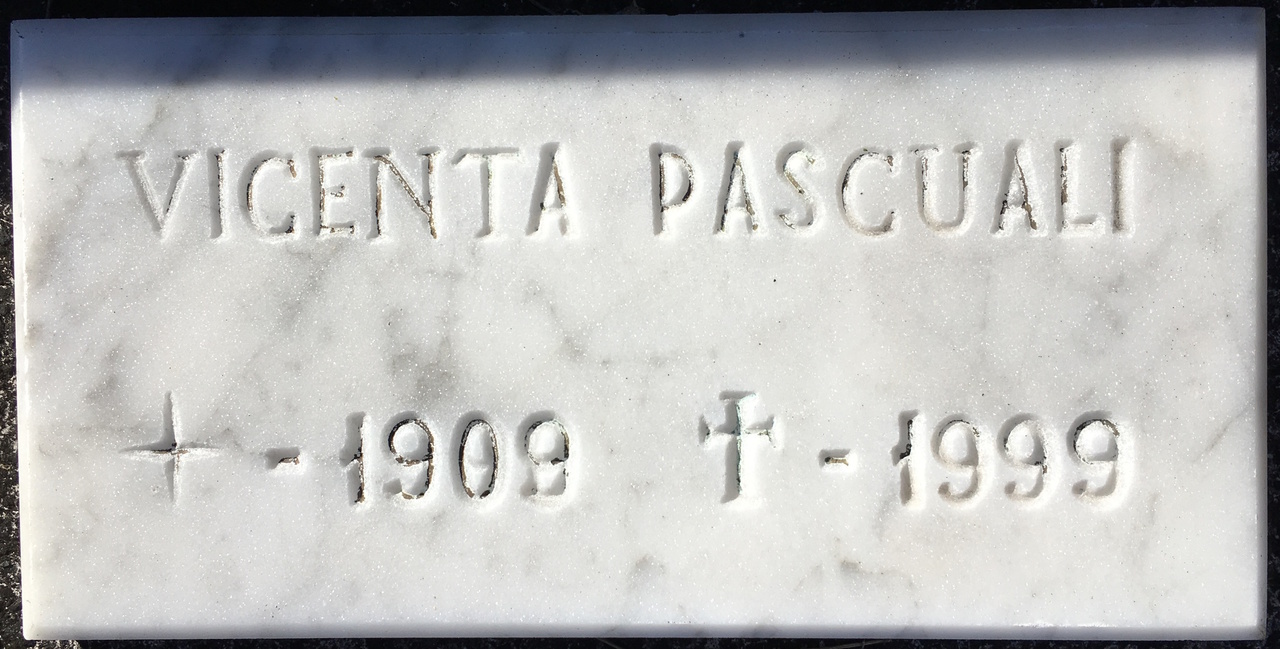 VICENTA PASCUALI
✦ - 1909 ✝ - 1999